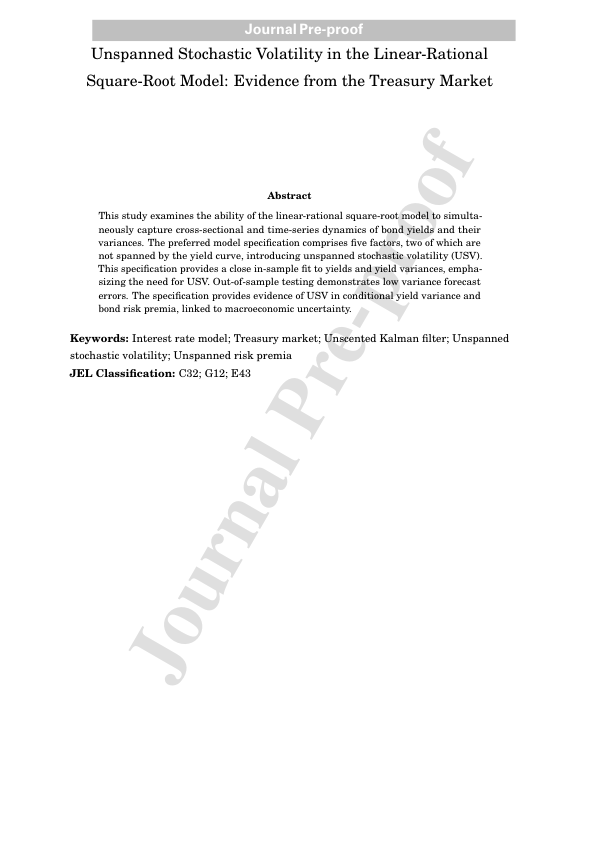 Journal Pre-proof
Unspanned Stochastic Volatility in the Linear-Rational
Square-Root Model: Evidence from the Treasury Market
Abstract
This study examines the ability of the linear-rational square-root model to simulta-
neously capture cross-sectional and time-series dynamics of bond yields and their
variances. The preferred model specification comprises five factors, two of which are
not spanned by the yield curve, introducing unspanned stochastic volatility (USV).
This specification provides a close in-sample fit to yields and yield variances, empha-
sizing the need for USV. Out-of-sample testing demonstrates low variance forecast
errors. The specification provides evidence of USV in conditional yield variance and
bond risk premia, linked to macroeconomic uncertainty.
Keywords: Interest rate model; Treasury market; Unscented Kalman filter; Unspanned
stochastic volatility; Unspanned risk premia
JEL Classification: C32; G12; E43
Journal Pre-proof